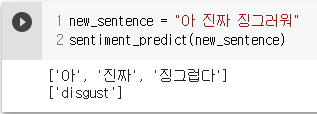 1 new_sentence = "아 진짜 징그러워"
2 sentiment_predict(new_sentence)
['아', '진짜', '징그럽다']
['disgust']